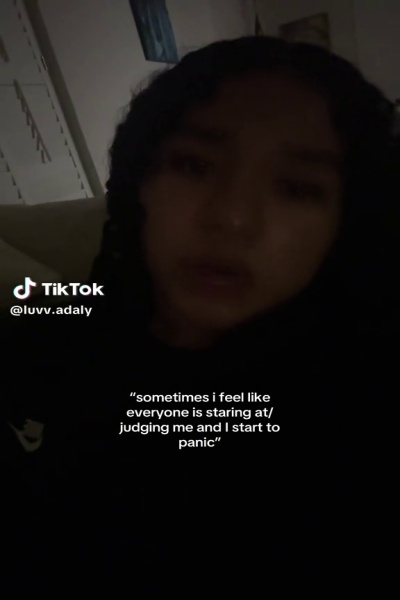 TikTok
@luvv.adaly
"sometimes i feel like
everyone is staring at/
judging me and I start to
panic"